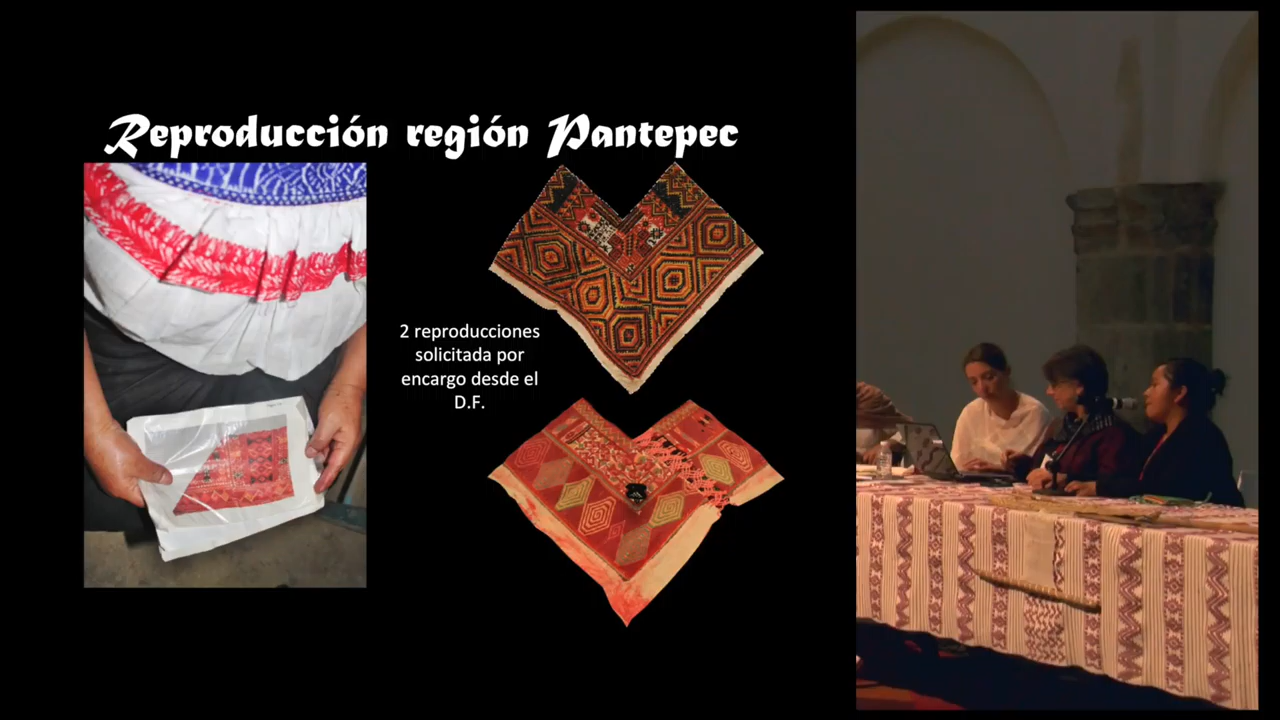 Reproducción región Pantepec
2 reproducciones
solicitada por
encargo desde el
D.F.